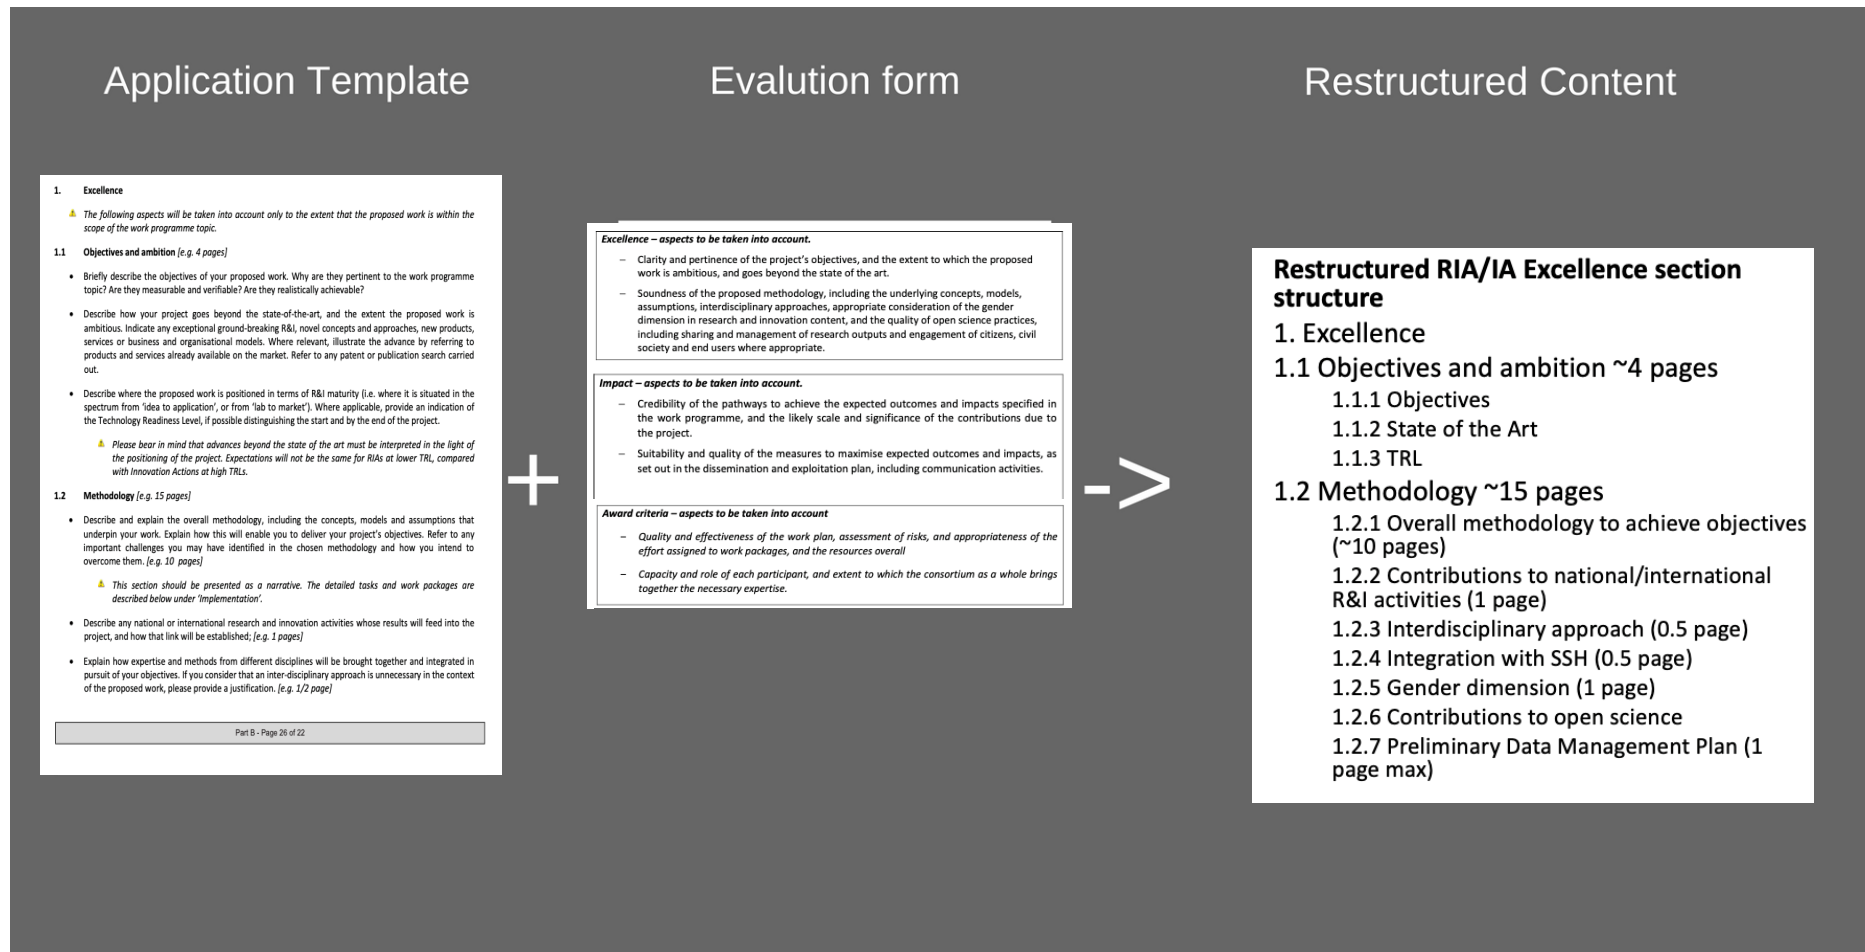 Application Template
Evalution form
Restructured Content
1. Excellence
The following aspects will be taken into account only to the extent that the proposed work is within the
scope of the work programme topic.
1.1 Objectives and ambition [e.g. 4 pages]
• Briefly describe the objectives of your proposed work. Why are they pertinent to the work programme
topic? Are they measurable and verifiable? Are they realistically achievable?
• Describe how your project goes beyond the state-of-the-art, and the extent the proposed work is
ambitious. Indicate any exceptional ground-breaking R&I, novel concepts and approaches, new products,
services or business and organisational models. Where relevant, illustrate the advance by referring to
products and services already available on the market. Refer to any patent or publication search carried
out.
• Describe where the proposed work is positioned in terms of R&I maturity (i.e. where it is situated in the
spectrum from 'idea to application', or from 'lab to market'). Where applicable, provide an indication of
the Technology Readiness Level, if possible distinguishing the start and by the end of the project.
Please bear in mind that advances beyond the state of the art must be interpreted in the light of
the positioning of the project. Expectations will not be the same for RIAs at lower TRL, compared
with Innovation Actions at high TRLs.
1.2 Methodology [e.g. 15 pages]
• Describe and explain the overall methodology, including the concepts, models and assumptions that
underpin your work. Explain how this will enable you to deliver your project's objectives. Refer to any
important challenges you may have identified in the chosen methodology and how you intend to
overcome them. [e.g. 10 pages]
This section should be presented as a narrative. The detailed tasks and work packages are
described below under 'Implementation'.
• Describe any national or international research and innovation activities whose results will feed into the
project, and how that link will be established; [e.g. 1 pages]
• Explain how expertise and methods from different disciplines will be brought together and integrated in
pursuit of your objectives. If you consider that an inter-disciplinary approach is unnecessary in the context
of the proposed work, please provide a justification. [e.g. 1/2 page]
Part B - Page 26 of 22
+
Excellence – aspects to be taken into account.
– Clarity and pertinence of the project's objectives, and the extent to which the proposed
work is ambitious, and goes beyond the state of the art.
– Soundness of the proposed methodology, including the underlying concepts, models,
assumptions, interdisciplinary approaches, appropriate consideration of the gender
dimension in research and innovation content, and the quality of open science practices,
including sharing and management of research outputs and engagement of citizens, civil
society and end users where appropriate.
Impact – aspects to be taken into account.
– Credibility of the pathways to achieve the expected outcomes and impacts specified in
the work programme, and the likely scale and significance of the contributions due to
the project.
– Suitability and quality of the measures to maximise expected outcomes and impacts, as
set out in the dissemination and exploitation plan, including communication activities.
Award criteria – aspects to be taken into account
– Quality and effectiveness of the work plan, assessment of risks, and appropriateness of the
effort assigned to work packages, and the resources overall
– Capacity and role of each participant, and extent to which the consortium as a whole brings
together the necessary expertise.
->
Restructured RIA/IA Excellence section
structure
1. Excellence
1.1 Objectives and ambition ~4 pages
1.1.1 Objectives
1.1.2 State of the Art
1.1.3 TRL
1.2 Methodology ~15 pages
1.2.1 Overall methodology to achieve objectives
(~10 pages)
1.2.2 Contributions to national/international
R&I activities (1 page)
1.2.3 Interdisciplinary approach (0.5 page)
1.2.4 Integration with SSH (0.5 page)
1.2.5 Gender dimension (1 page)
1.2.6 Contributions to open science
1.2.7 Preliminary Data Management Plan (1
page max)